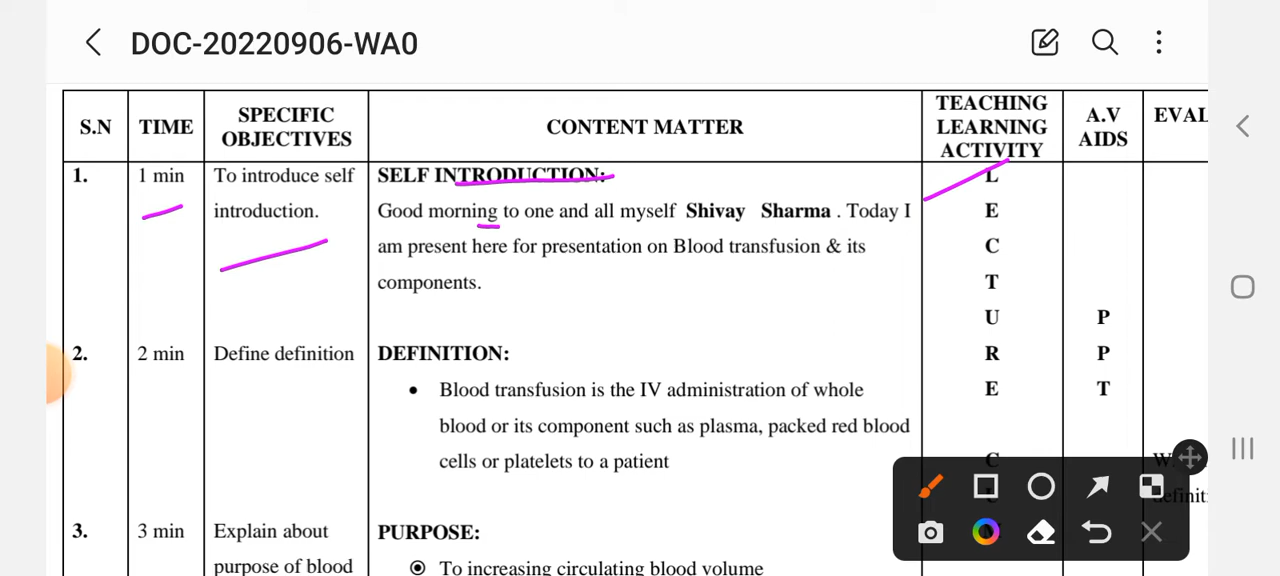 DOC-20220906-WA0
S.N TIME SPECIFIC OBJECTIVES CONTENT MATTER TEACHING LEARNING ACTIVITY A.V AIDS EVAL
1. 1 min To introduce self SELF INTRODUCTION: L
introduction. Good morning to one and all myself Shivay Sharma . Today I E
am present here for presentation on Blood transfusion & its C
components. T
U P
2. 2 min Define definition DEFINITION: R P
• Blood transfusion is the IV administration of whole E T
blood or its component such as plasma, packed red blood
cells or platelets to a patient C W
definit
3. 3 min Explain about PURPOSE:
purpose of blood To increasing circulating blood volume